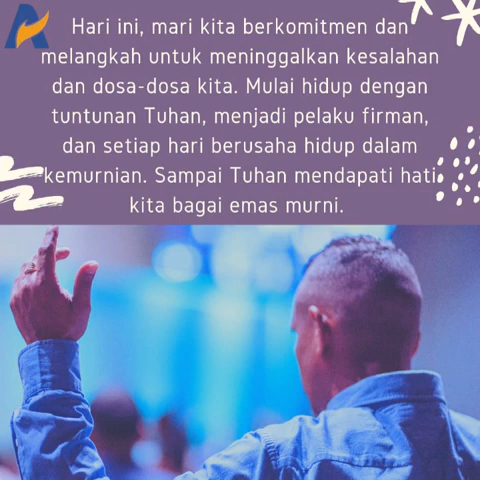 Hari ini, mari kita berkomitmen dan
melangkah untuk meninggalkan kesalahan
dan dosa-dosa kita. Mulai hidup dengan
tuntunan Tuhan, menjadi pelaku firman,
dan setiap hari berusaha hidup dalam
kemurnian. Sampai Tuhan mendapati hati
kita bagai emas murni.